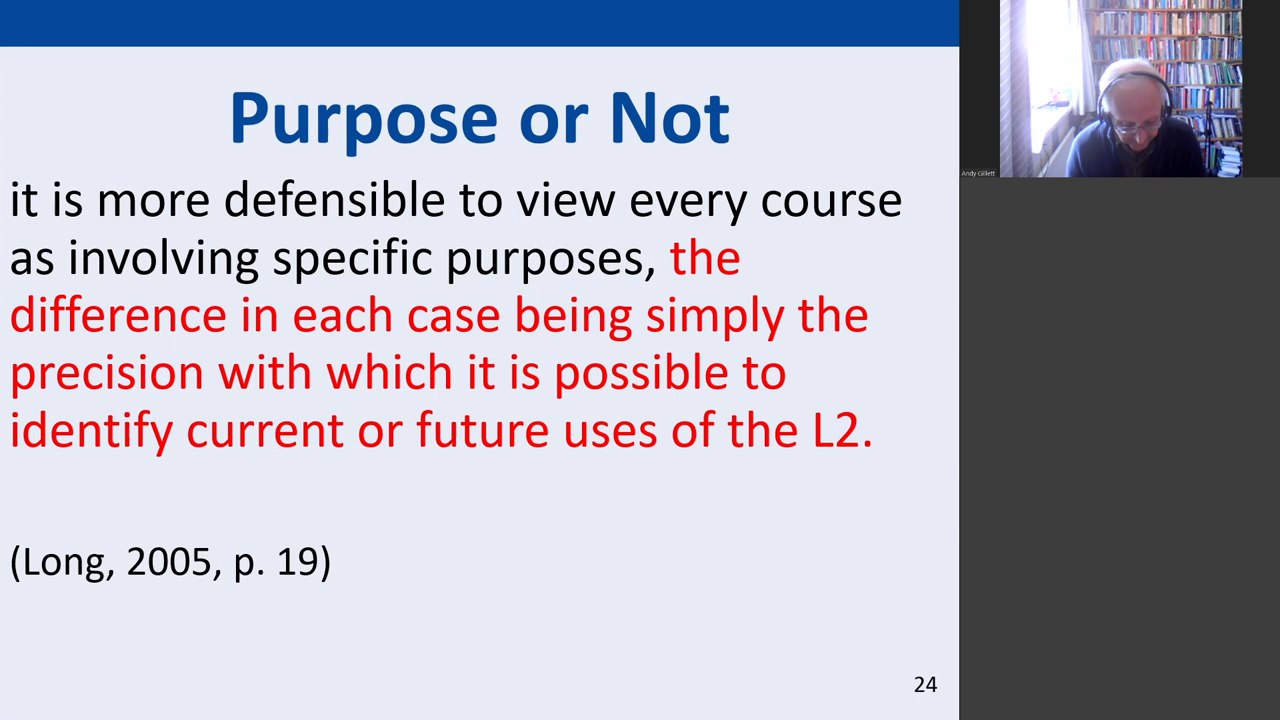 Purpose or Not
it is more defensible to view every course
as involving specific purposes, the
difference in each case being simply the
precision with which it is possible to
identify current or future uses of the L2.
(Long, 2005, p. 19)
24
Andy Gillett